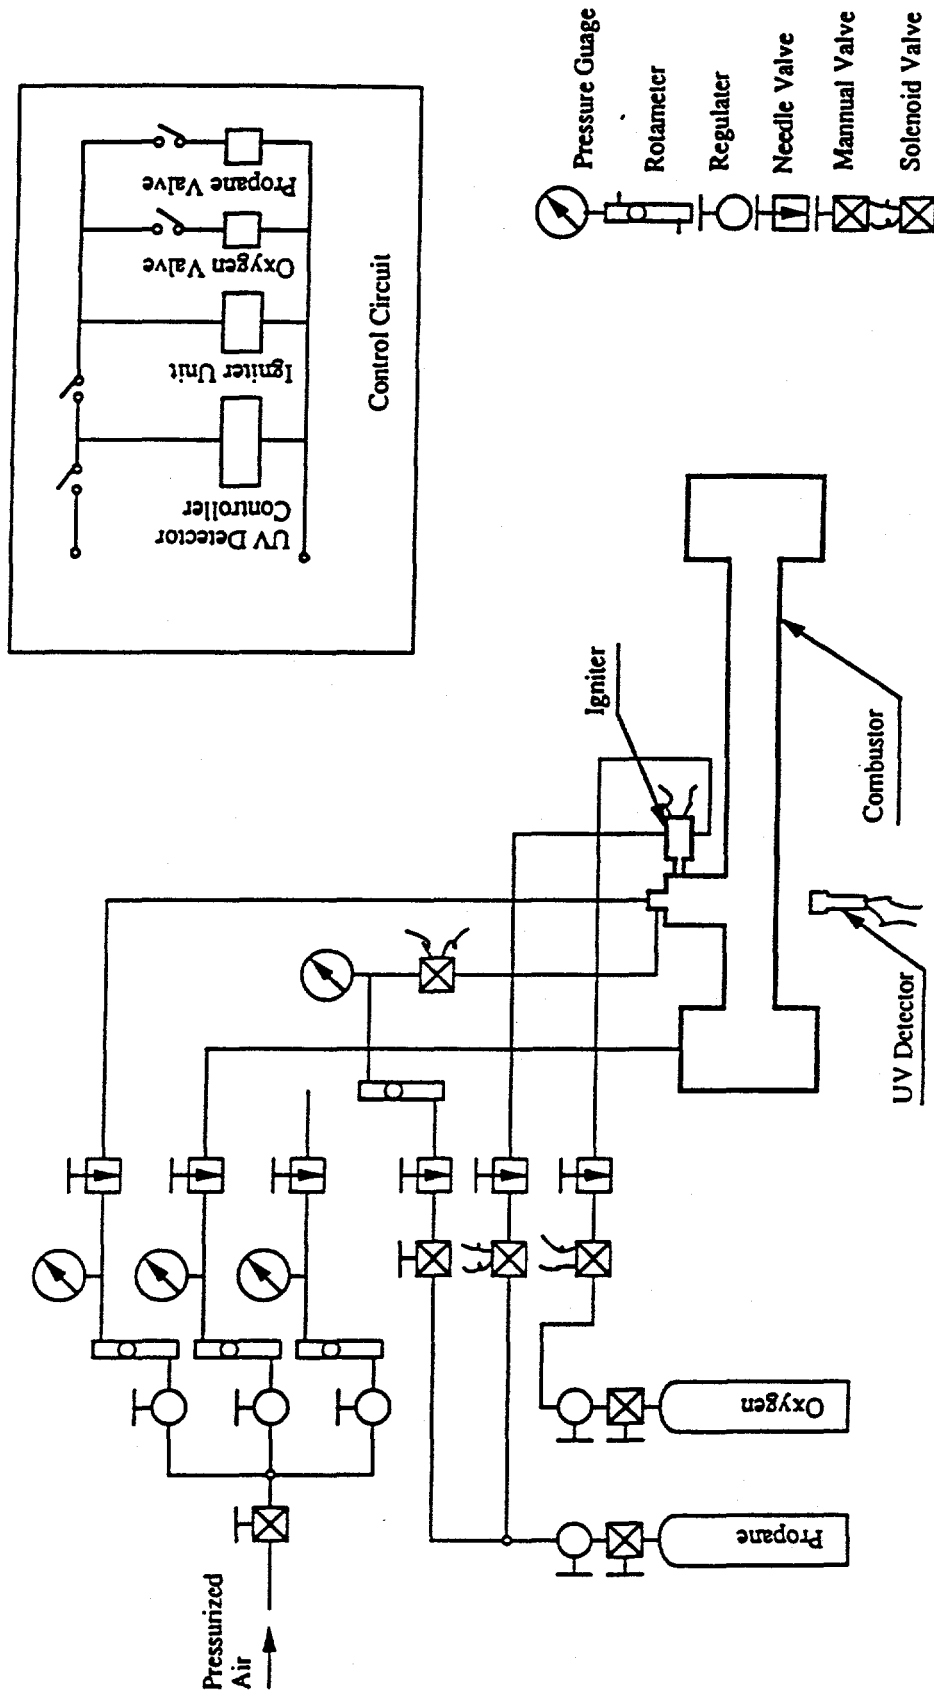 Propane Valve
Oxygen Valve
Igniter Unit
UV Detector
Controller
Control Circuit
Pressure Guage
Rotameter
Regulater
Needle Valve
Mannual Valve
Solenoid Valve
Igniter
Combustor
UV Detector
Pressurized
Air
Oxygen
Propane